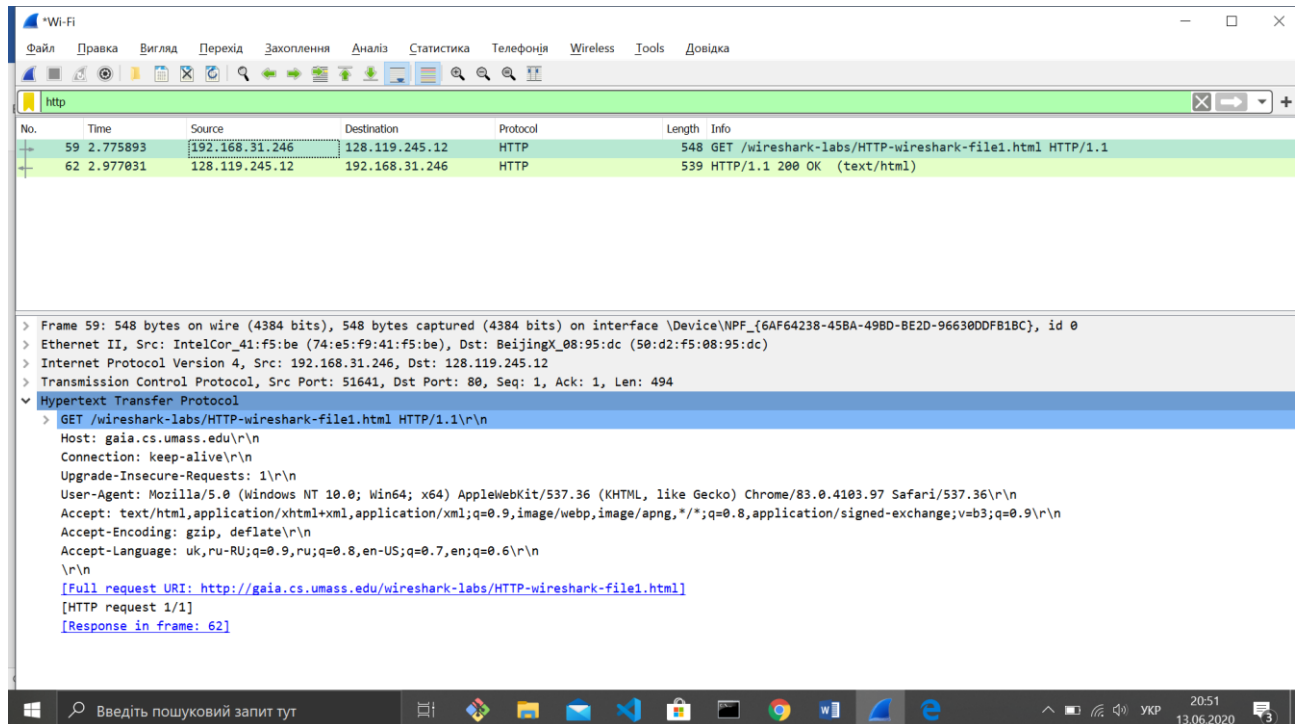 *Wi-Fi
Файл Правка Вигляд Перехід Захоплення Аналіз Статистика Телефонія Wireless Tools Довідка
http
No. Time Source Destination Protocol Length Info
59 2.775893 192.168.31.246 128.119.245.12 HTTP 548 GET /wireshark-labs/HTTP-wireshark-file1.html HTTP/1.1
62 2.977031 128.119.245.12 192.168.31.246 HTTP 539 HTTP/1.1 200 OK (text/html)
Frame 59: 548 bytes on wire (4384 bits), 548 bytes captured (4384 bits) on interface \Device\NPF_{6AF64238-45BA-49BD-BE2D-96630DDFB1BC}, id 0
Ethernet II, Src: IntelCor_41:f5:be (74:e5:f9:41:f5:be), Dst: BeijingX_08:95:dc (50:d2:f5:08:95:dc)
Internet Protocol Version 4, Src: 192.168.31.246, Dst: 128.119.245.12
Transmission Control Protocol, Src Port: 51641, Dst Port: 80, Seq: 1, Ack: 1, Len: 494
Hypertext Transfer Protocol
GET /wireshark-labs/HTTP-wireshark-file1.html HTTP/1.1\r\n
Host: gaia.cs.umass.edu\r\n
Connection: keep-alive\r\n
Upgrade-Insecure-Requests: 1\r\n
User-Agent: Mozilla/5.0 (Windows NT 10.0; Win64; x64) AppleWebKit/537.36 (KHTML, like Gecko) Chrome/83.0.4103.97 Safari/537.36\r\n
Accept: text/html,application/xhtml+xml,application/xml;q=0.9,image/webp,image/apng,*/*;q=0.8,application/signed-exchange;v=b3;q=0.9\r\n
Accept-Encoding: gzip, deflate\r\n
Accept-Language: uk,ru-RU;q=0.9,ru;q=0.8,en-US;q=0.7,en;q=0.6\r\n
\r\n
[Full request URI: http://gaia.cs.umass.edu/wireshark-labs/HTTP-wireshark-file1.html]
[HTTP request 1/1]
[Response in frame: 62]
Введіть пошуковий запит тут
УКР
20:51
13.06.2020
3